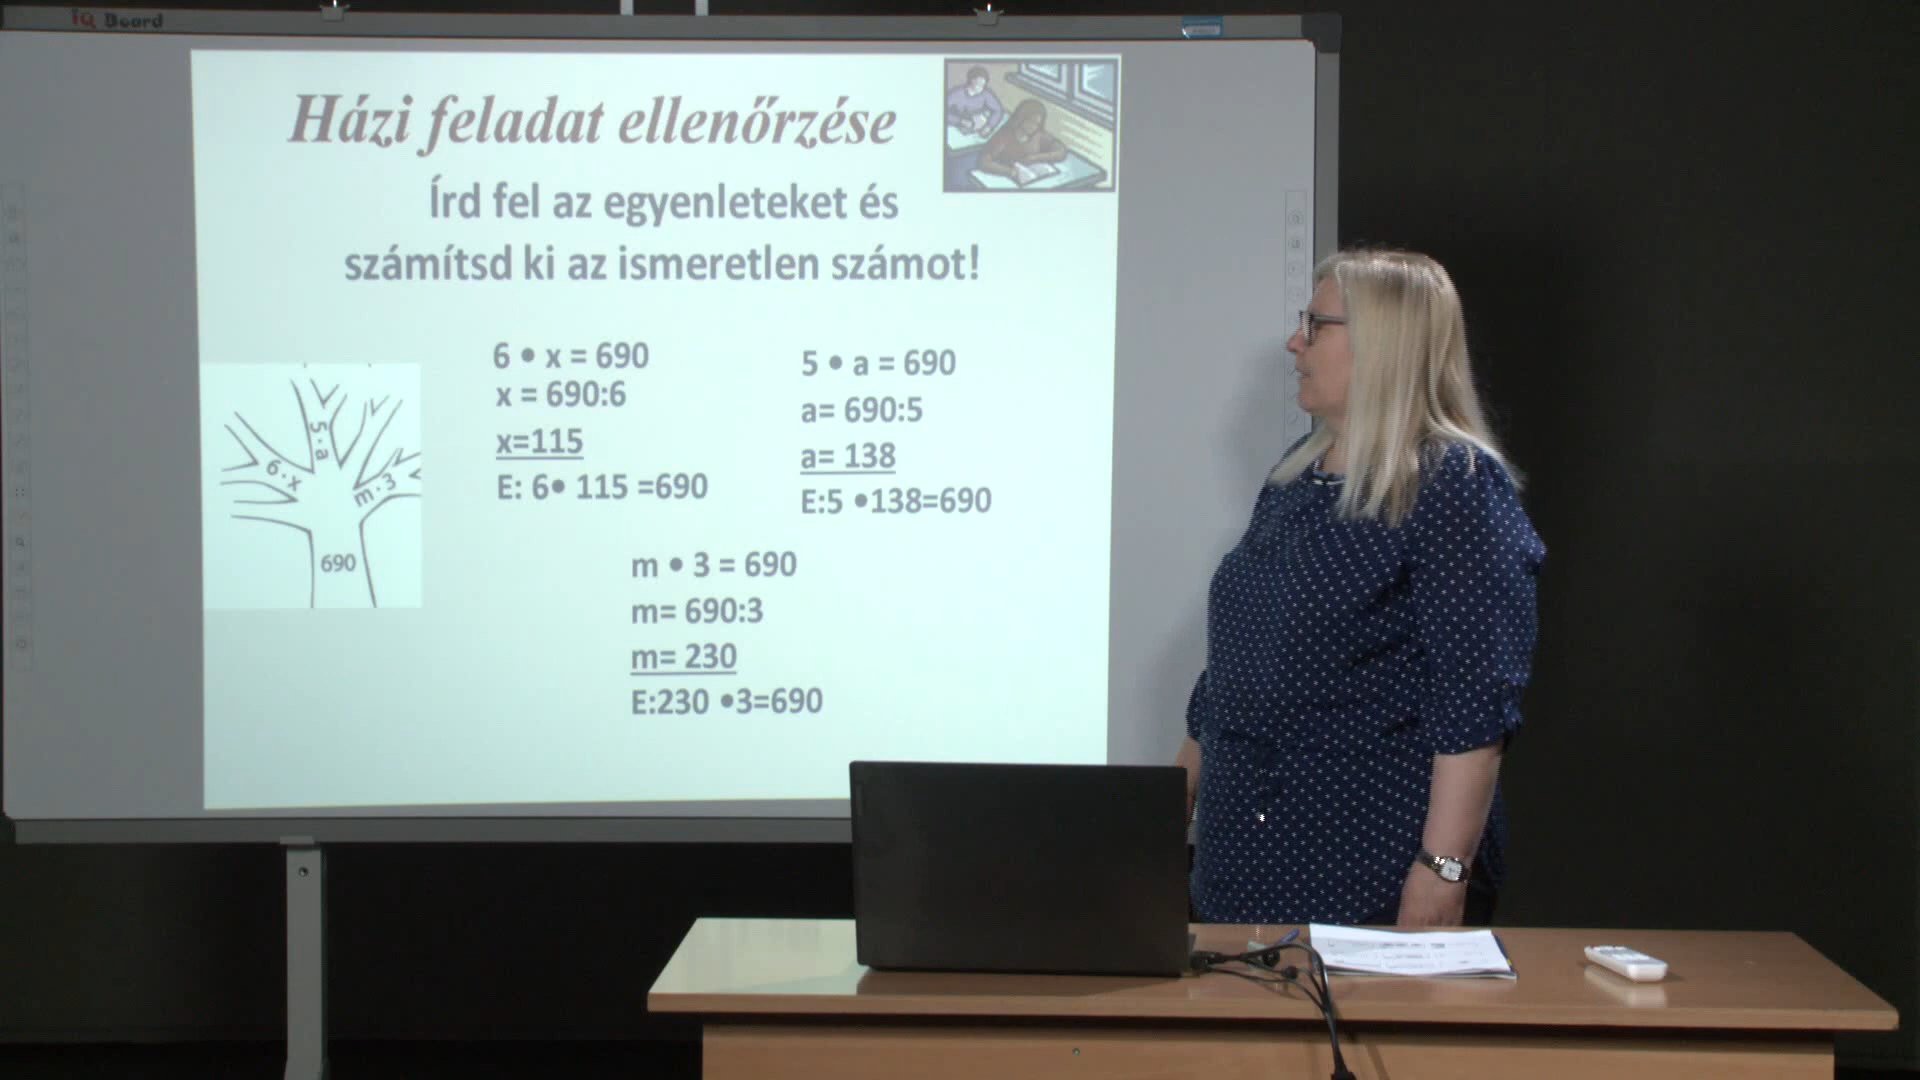 iQ Board
Házi feladat ellenőrzése
Írd fel az egyenleteket és
számítsd ki az ismeretlen számot!
6 • x = 690
x = 690:6
x=115
E: 6• 115 =690
5 • a = 690
a= 690:5
a= 138
E:5 •138=690
m • 3 = 690
m= 690:3
m= 230
E:230 •3=690
5·a
6·x
m·3
690